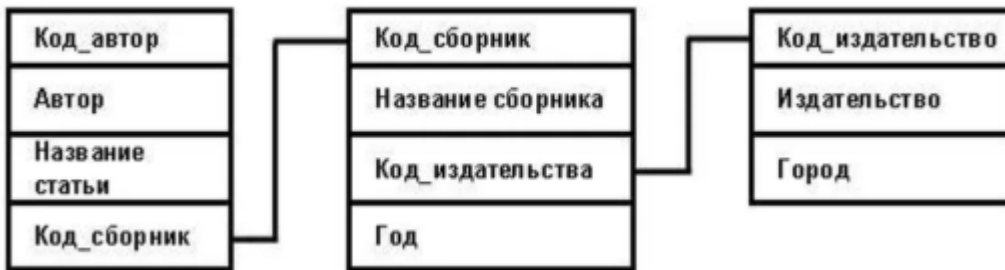 Код_автор
Автор
Название
статьи
Код_сборник
Код_сборник
Название сборника
Код_издательства
Год
Код_издательство
Издательство
Город